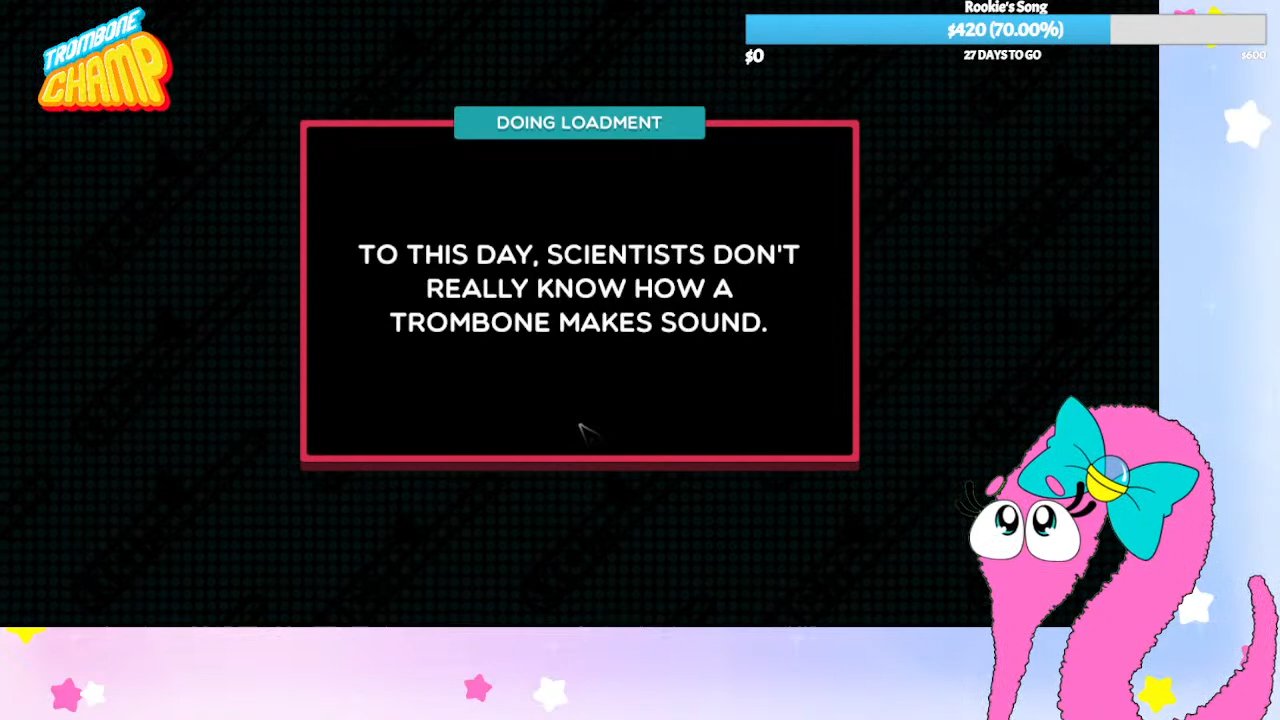 TROMBONE
CHAMP
Rookie's Song
$420 (70.00%)
$0
27 DAYS TO GO
$600
DOING LOADMENT
TO THIS DAY, SCIENTISTS DON'T
REALLY KNOW HOW A
TROMBONE MAKES SOUND.